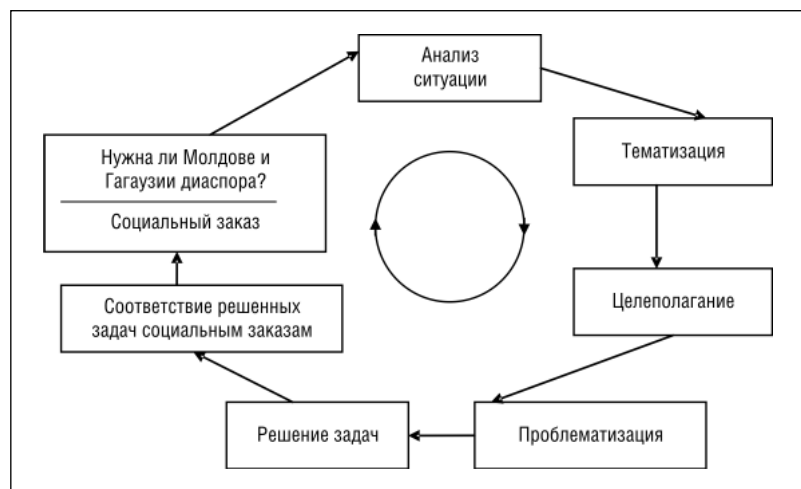 Анализ
ситуации
Тематизация
Нужна ли Молдове и
Гагаузии диаспора?
Социальный заказ
Целеполагание
Соответствие решенных
задач социальным заказам
Решение задач
Проблематизация